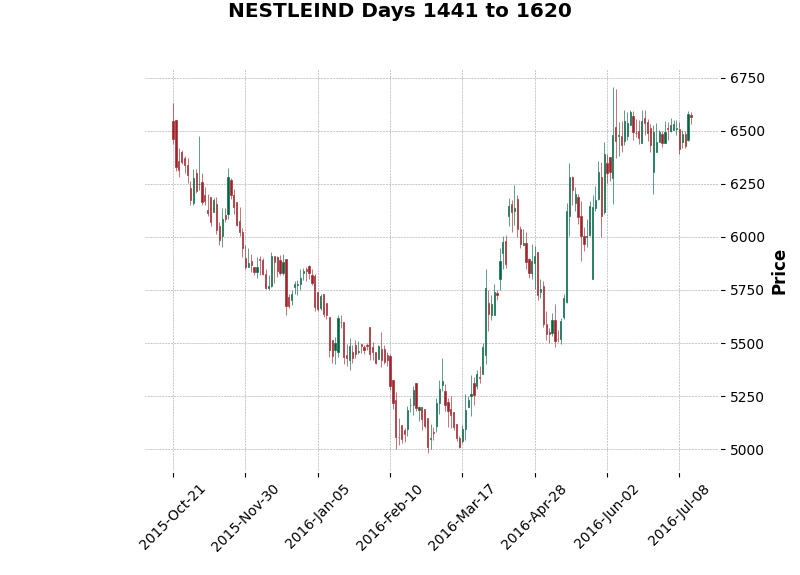 NESTLEIND Days 1441 to 1620
6750
6500
6250
6000
5750
5500
5250
5000
Price
2015-Oct-21
2015-Nov-30
2016-Jan-05
2016-Feb-10
2016-Mar-17
2016-Apr-28
2016-Jun-02
2016-Jul-08